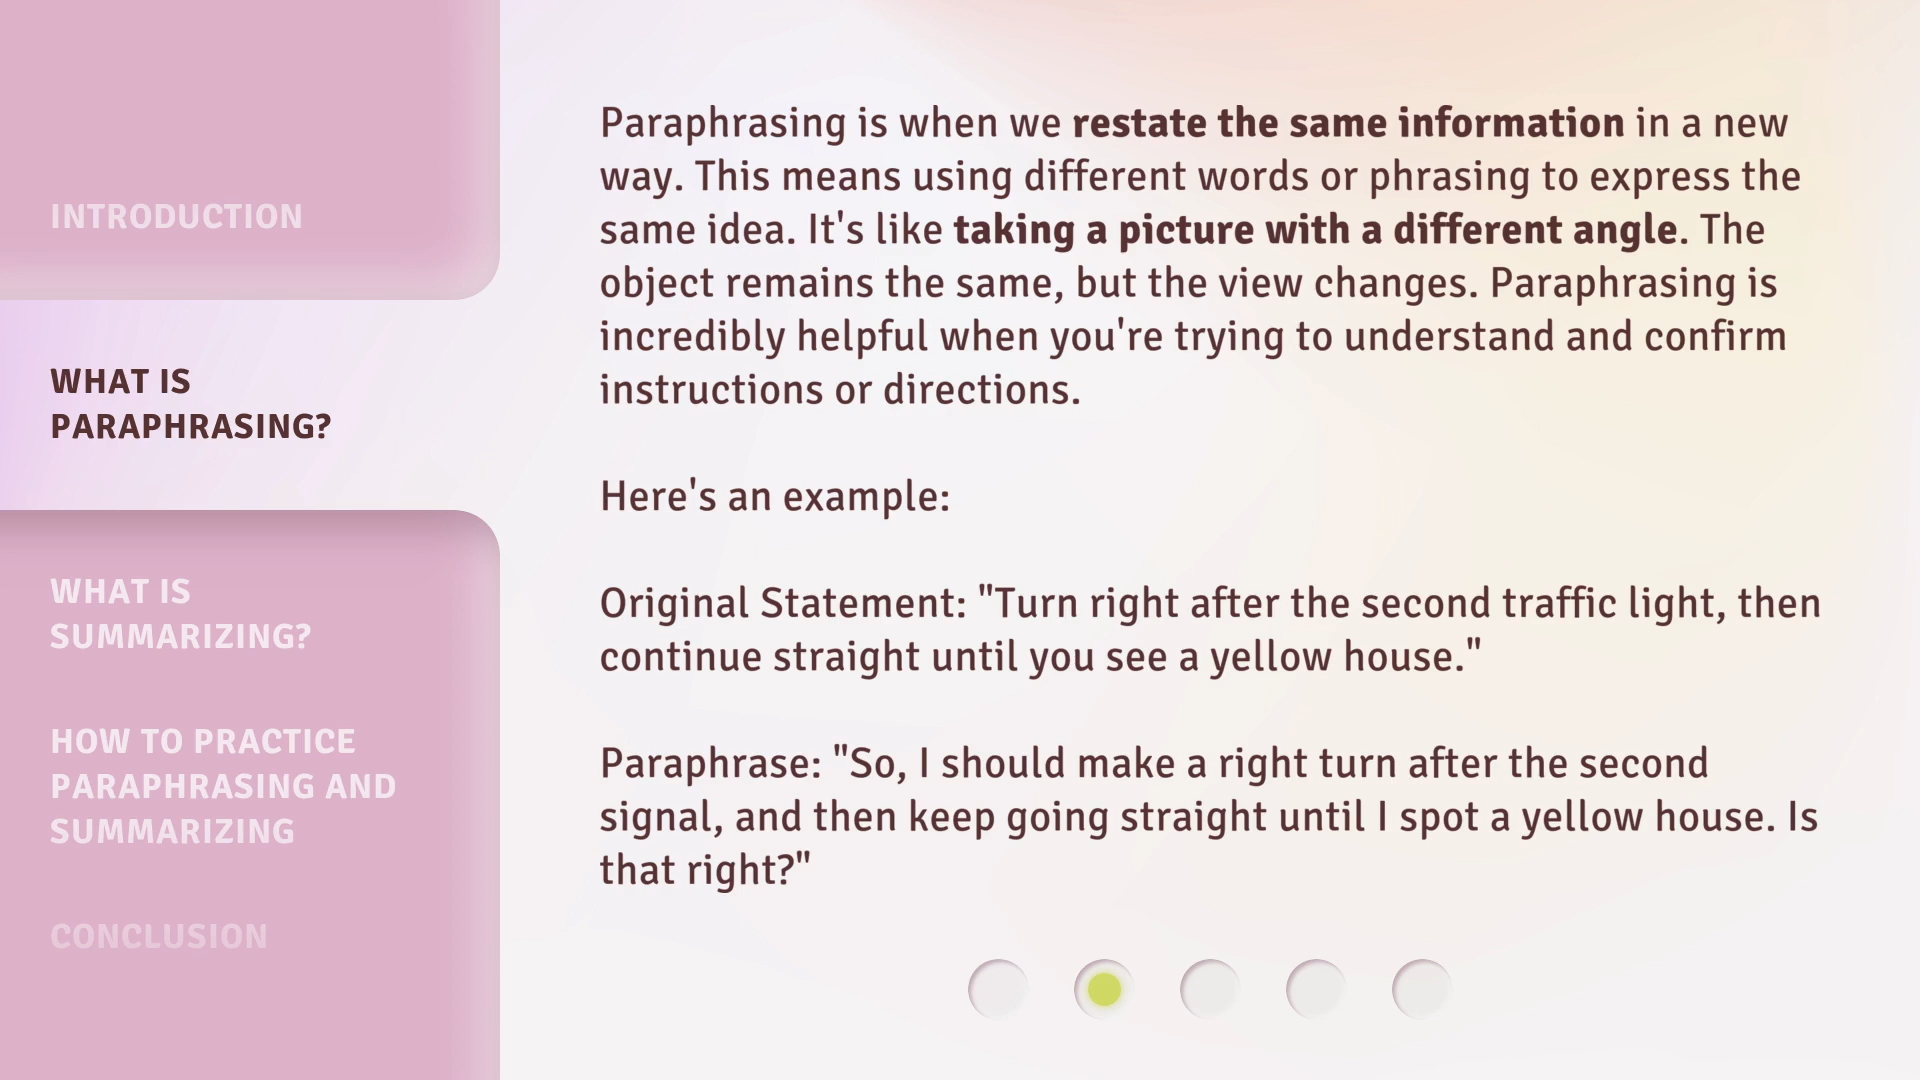 INTRODUCTION
WHAT IS
PARAPHRASING?
WHAT IS
SUMMARIZING?
HOW TO PRACTICE
PARAPHRASING AND
SUMMARIZING
CONCLUSION
Paraphrasing is when we restate the same information in a new
way. This means using different words or phrasing to express the
same idea. It's like taking a picture with a different angle. The
object remains the same, but the view changes. Paraphrasing is
incredibly helpful when you're trying to understand and confirm
instructions or directions.
Here's an example:
Original Statement: "Turn right after the second traffic light, then
continue straight until you see a yellow house."
Paraphrase: "So, I should make a right turn after the second
signal, and then keep going straight until I spot a yellow house. Is
that right?"